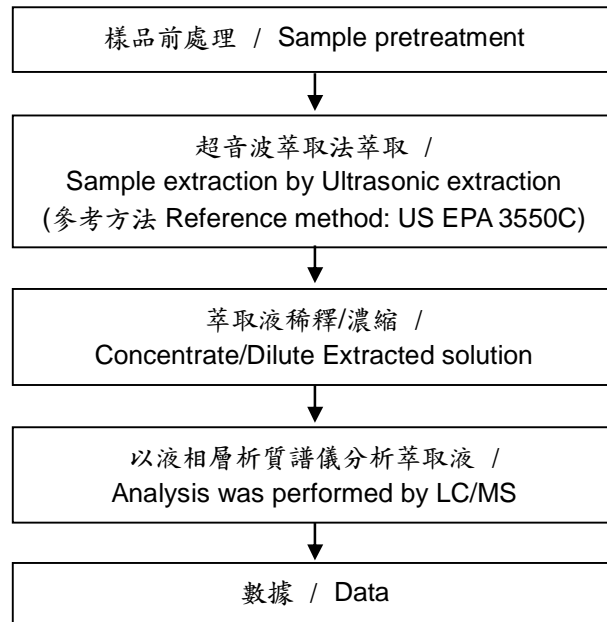 樣品前處理 / Sample pretreatment
超音波萃取法萃取 /
Sample extraction by Ultrasonic extraction
(參考方法 Reference method: US EPA 3550C)
萃取液稀釋/濃縮 /
Concentrate/Dilute Extracted solution
以液相層析質譜儀分析萃取液 /
Analysis was performed by LC/MS
數據 / Data